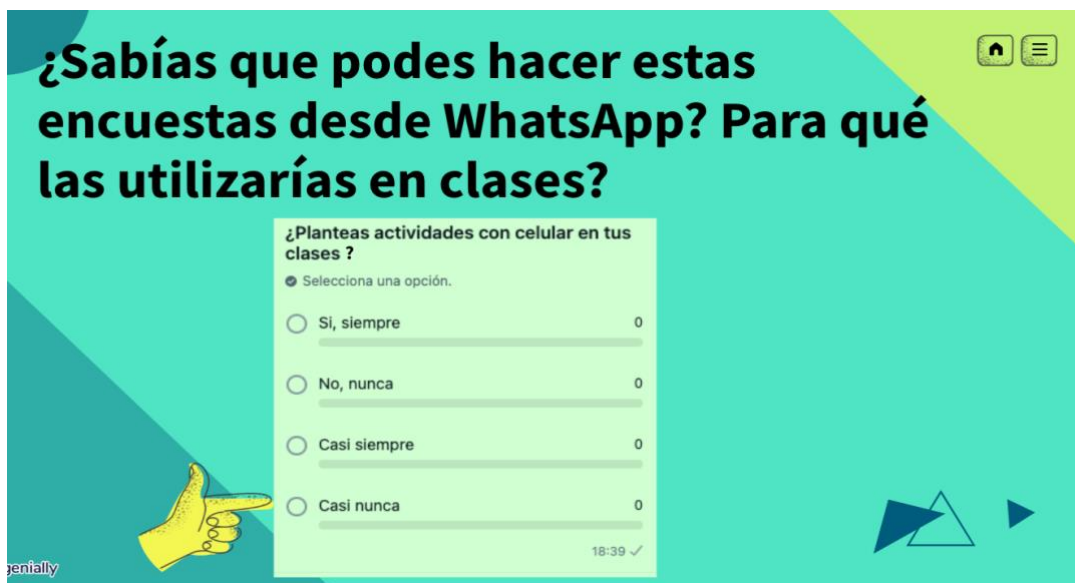 ¿Sabías que podes hacer estas
encuestas desde WhatsApp? Para qué
las utilizarías en clases?
¿Planteas actividades con celular en tus
clases ?
Selecciona una opción.
Si, siempre 0
No, nunca 0
Casi siempre 0
Casi nunca 0
18:39
genially